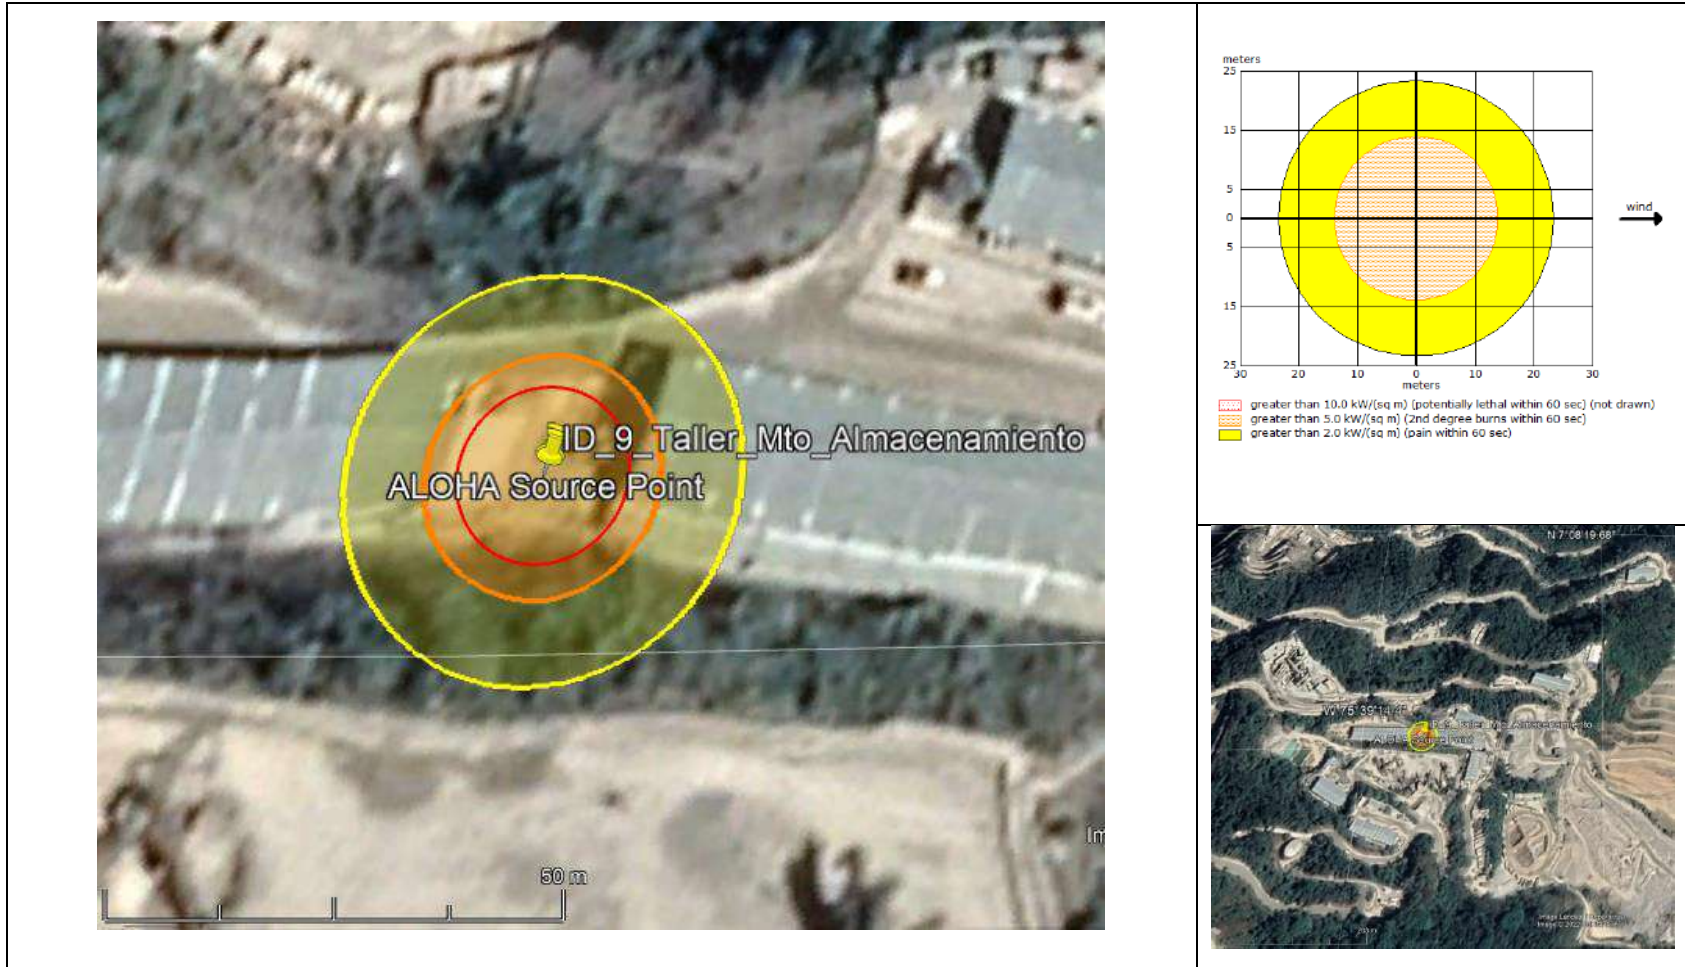 ID_9_Taller_Mto_Almacenamiento
ALOHA Source Point
50 m
Im
meters
25
15
5
0
5
15
25
30
20
10
0
10
20
30
meters
wind
greater than 10.0 kW/(sq m) (potentially lethal within 60 sec) (not drawn)
greater than 5.0 kW/(sq m) (2nd degree burns within 60 sec)
greater than 2.0 kW/(sq m) (pain within 60 sec)
N 7°08'19.68"
ALOHA Source Point